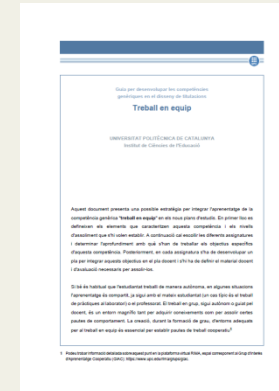 Guia per desenvolupar les competències
genèriques en el disseny de titulacions
Treball en equip
UNIVERSITAT POLITÈCNICA DE CATALUNYA
Institut de Ciències de l'Educació
Aquest document presenta una possible estratègia per integrar l'aprenentatge de la
competència genèrica "treball en equip" en els nous plans d'estudis. En primer lloc es
defineixen els elements que caracteritzen aquesta competència i els nivells
d'assoliment que s'hi volen establir. A continuació cal escollir les diferents assignatures
i determinar l'aprofundiment amb què s'han de treballar els objectius específics
d'aquesta competència. Posteriorment, en cada assignatura s'ha de desenvolupar un
pla per integrar aquests objectius en el pla docent i s'hi ha de definir el material docent
i d'avaluació necessaris per assolir-los.
Si bé és habitual que l'estudiantat treballi de manera autònoma, en algunes situacions
l'aprenentatge és compartit, ja sigui amb el mateix estudiantat (un cas típic és el treball
de pràctiques al laboratori) o el professorat. El treball en grup, sigui autònom o guiat pel
docent, és un entorn magnífic tant per adquirir coneixements com per assolir certes
pautes de comportament. La creació, durant la formació de grau, d'entorns adequats
per al treball en equip és essencial per establir pautes de treball cooperatiu.